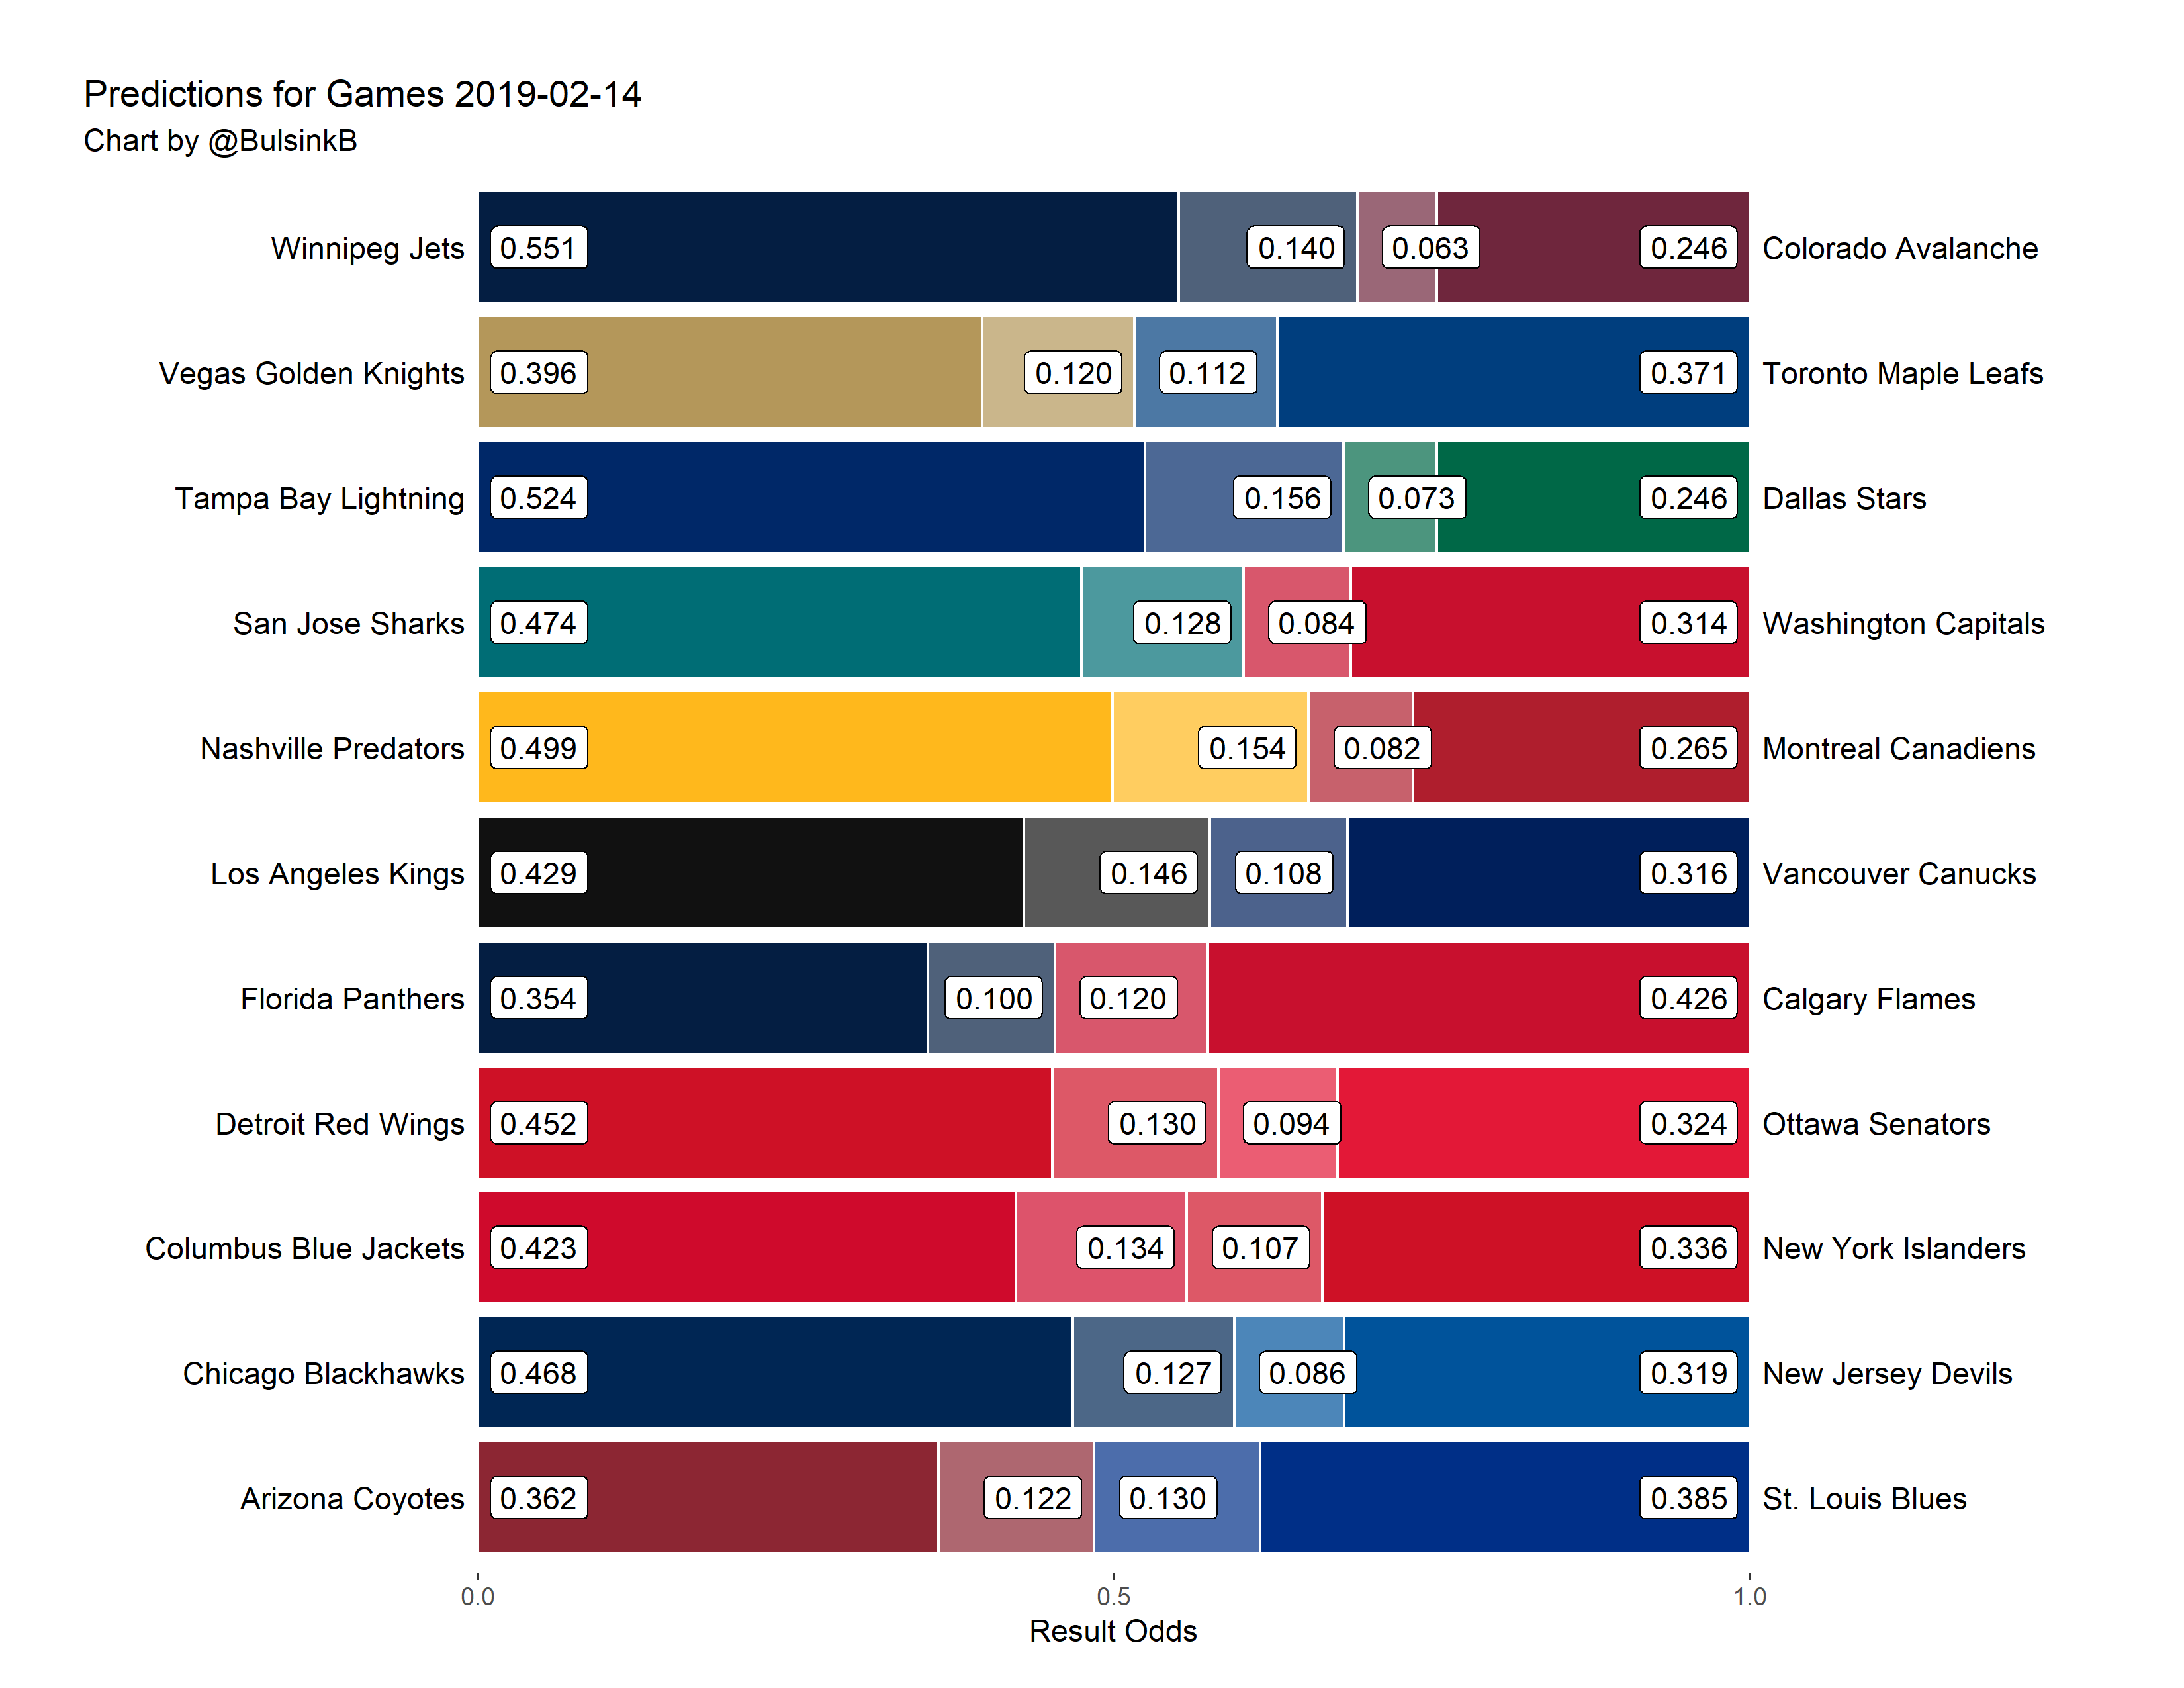 Predictions for Games 2019-02-14
Chart by @BulsinkB
Winnipeg Jets 0.551 0.140 0.063 0.246 Colorado Avalanche
Vegas Golden Knights 0.396 0.120 0.112 0.371 Toronto Maple Leafs
Tampa Bay Lightning 0.524 0.156 0.073 0.246 Dallas Stars
San Jose Sharks 0.474 0.128 0.084 0.314 Washington Capitals
Nashville Predators 0.499 0.154 0.082 0.265 Montreal Canadiens
Los Angeles Kings 0.429 0.146 0.108 0.316 Vancouver Canucks
Florida Panthers 0.354 0.100 0.120 0.426 Calgary Flames
Detroit Red Wings 0.452 0.130 0.094 0.324 Ottawa Senators
Columbus Blue Jackets 0.423 0.134 0.107 0.336 New York Islanders
Chicago Blackhawks 0.468 0.127 0.086 0.319 New Jersey Devils
Arizona Coyotes 0.362 0.122 0.130 0.385 St. Louis Blues
0.0 0.5 1.0
Result Odds